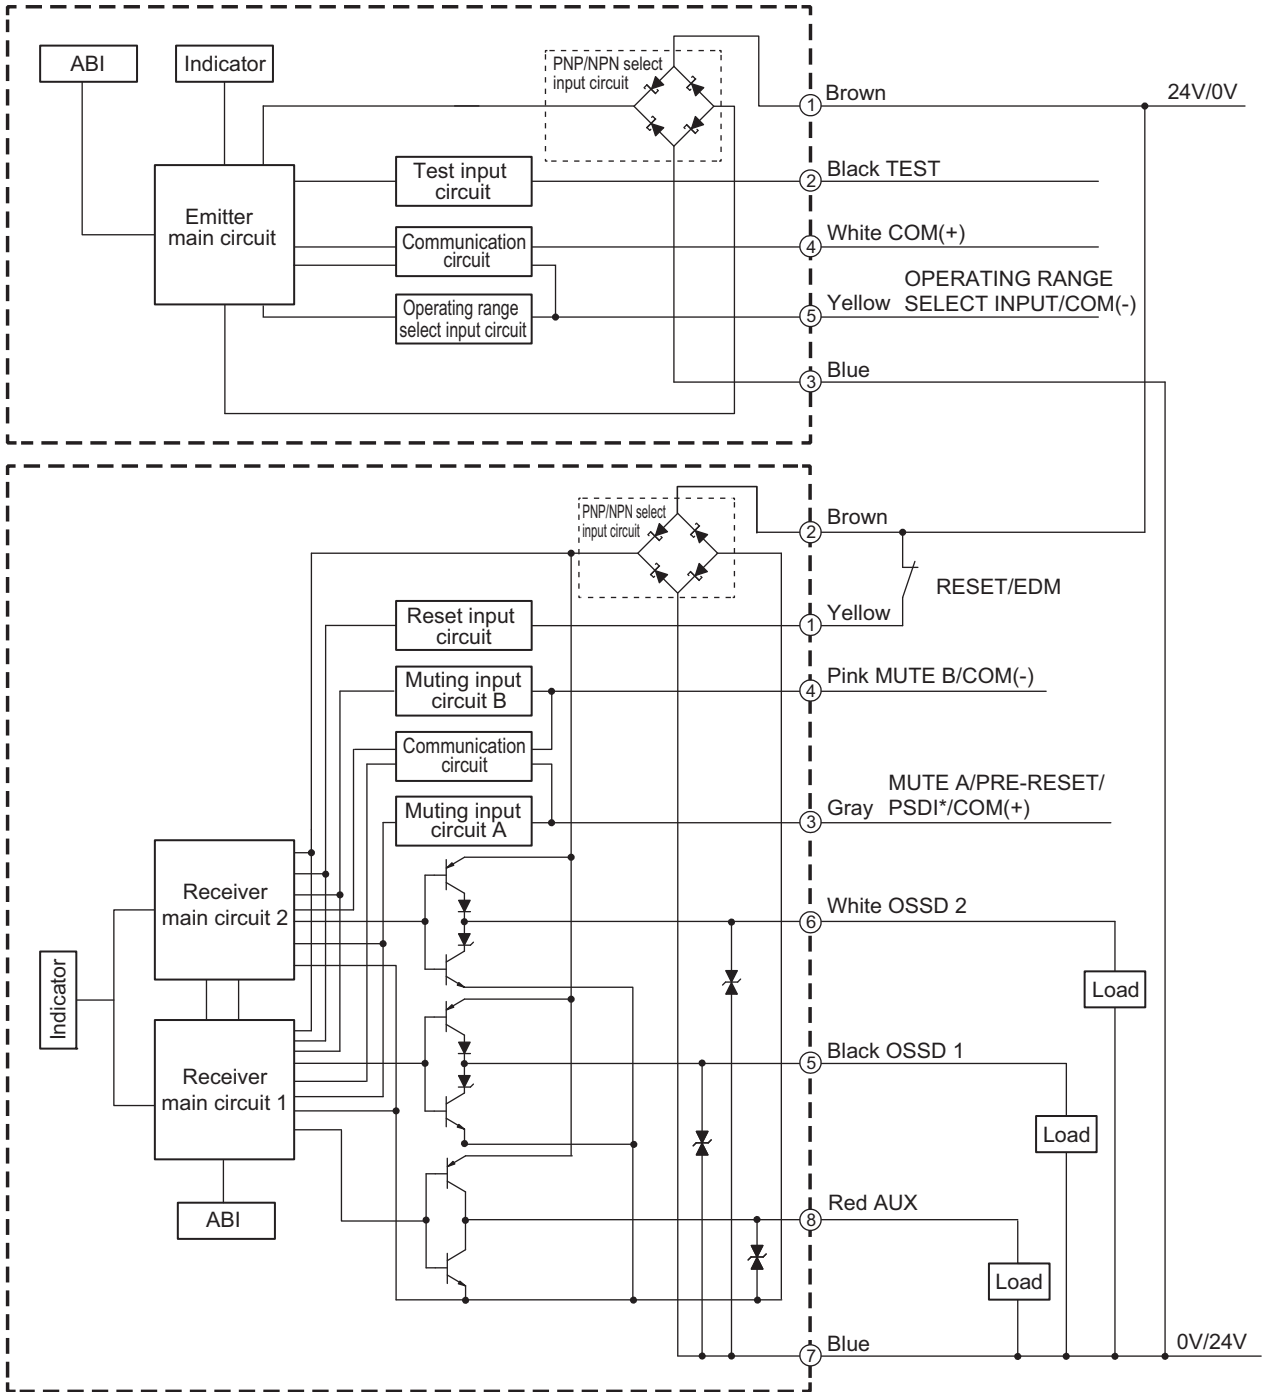 ABI
Indicator
PNP/NPN select
input circuit
1
Brown
24V/0V
Test input
circuit
2
Black TEST
Emitter
main circuit
Communication
circuit
4
White COM(+)
Operating range
select input circuit
5
Yellow
OPERATING RANGE
SELECT INPUT/COM(-)
3
Blue
PNP/NPN select
input circuit
2
Brown
RESET/EDM
Reset input
circuit
1
Yellow
Muting input
circuit B
4
Pink MUTE B/COM(-)
Communication
circuit
Muting input
circuit A
3
Gray
MUTE A/PRE-RESET/
PSDI*/COM(+)
Receiver
main circuit 2
6
White OSSD 2
Load
Indicator
Receiver
main circuit 1
5
Black OSSD 1
Load
ABI
8
Red AUX
Load
7
Blue
0V/24V